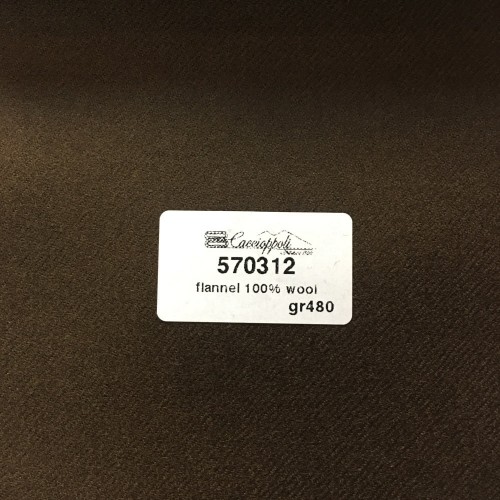 Caccioppoli
570312
flannel 100% wool
gr480